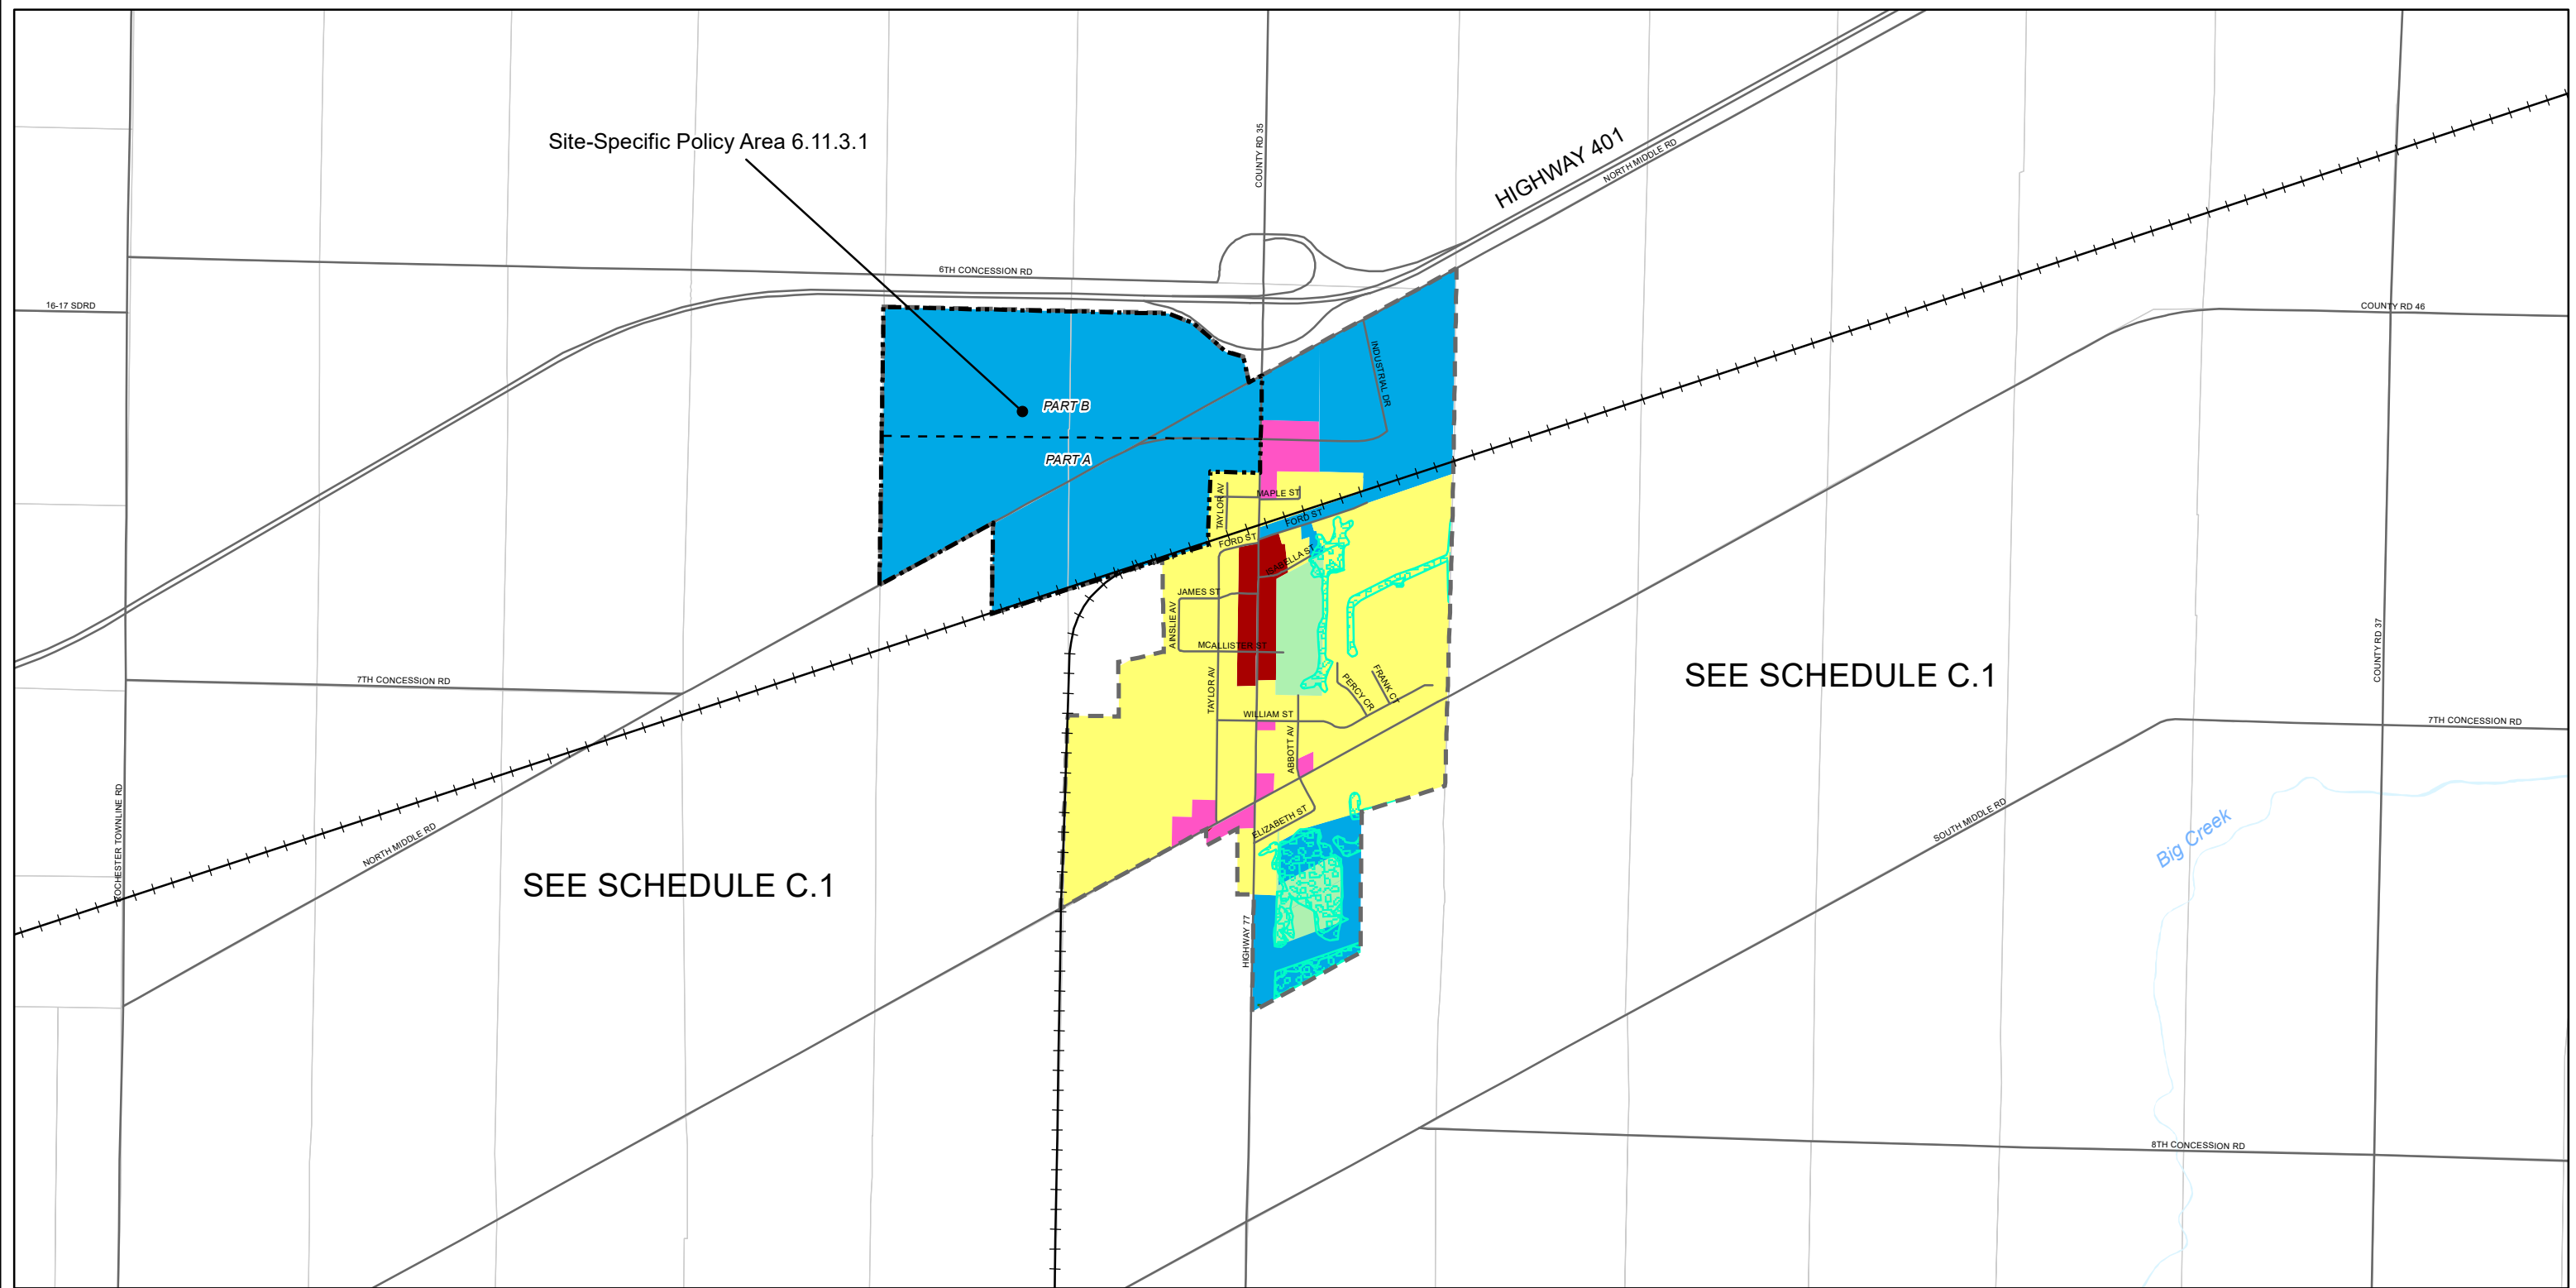 Site-Specific Policy Area 6.11.3.1
COUNTY RD 35
HIGHWAY 401
NORTH MIDDLE RD
6TH CONCESSION RD
16-17 SDRD
COUNTY RD 46
INDUSTRIAL DR
PART B
PART A
TAYLOR AV
MAPLE ST
FORD ST
FORD ST
ISABELLA ST
JAMES ST
AINSLIE AV
MCALLISTER ST
COUNTY RD 37
SEE SCHEDULE C.1
7TH CONCESSION RD
TAYLOR AV
PERCY CR
FRANK CT
WILLIAM ST
7TH CONCESSION RD
ABBOTT AV
ELIZABETH ST
NORTH MIDDLE RD
SOUTH MIDDLE RD
Big Creek
TOWNLINE RD
SEE SCHEDULE C.1
HIGHWAY 77
8TH CONCESSION RD